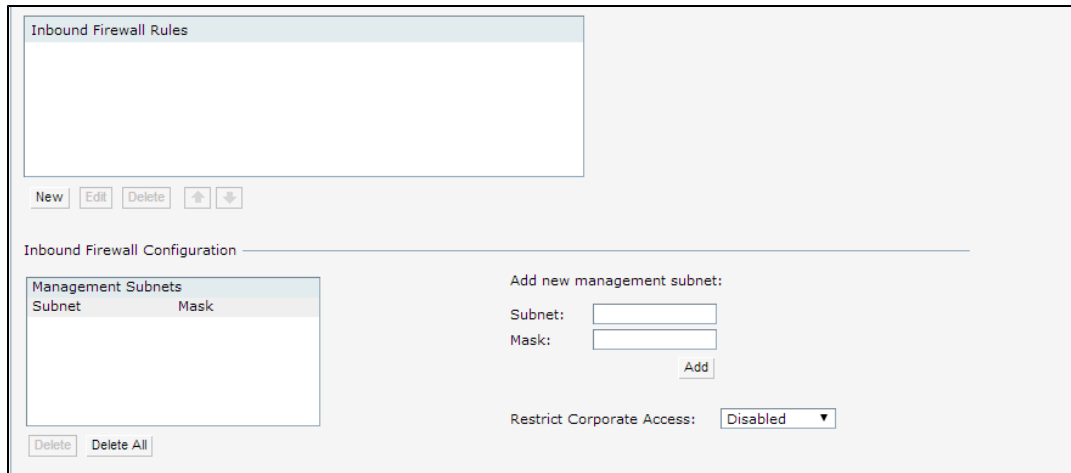 Inbound Firewall Rules
New Edit Delete
Inbound Firewall Configuration
Management Subnets
Subnet Mask
Delete Delete All
Add new management subnet:
Subnet:
Mask:
Add
Restrict Corporate Access: Disabled